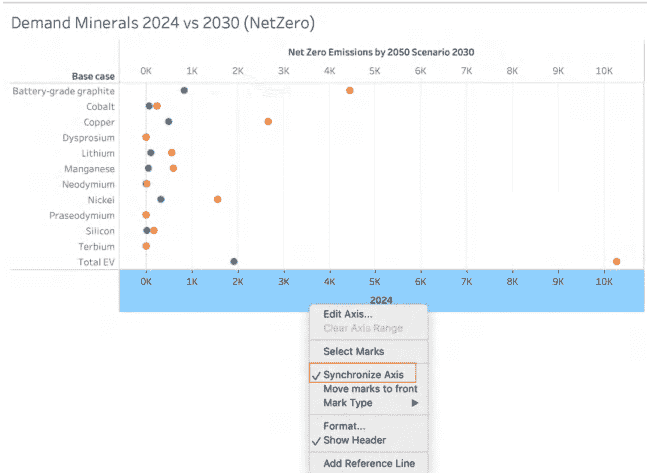 Demand Minerals 2024 vs 2030 (NetZero)
Net Zero Emissions by 2050 Scenario 2030
Base case 0K 1K 2K 3K 4K 5K 6K 7K 8K 9K 10K
Battery-grade graphite
Cobalt
Copper
Dysprosium
Lithium
Manganese
Neodymium
Nickel
Praseodymium
Silicon
Terbium
Total EV
0K 1K 2K 3K 4K 5K 6K 7K 8K 9K 10K
2024
Edit Axis...
Clear Axis Range
Select Marks
✓ Synchronize Axis
Move marks to front
Mark Type ▶
Format...
✓ Show Header
Add Reference Line